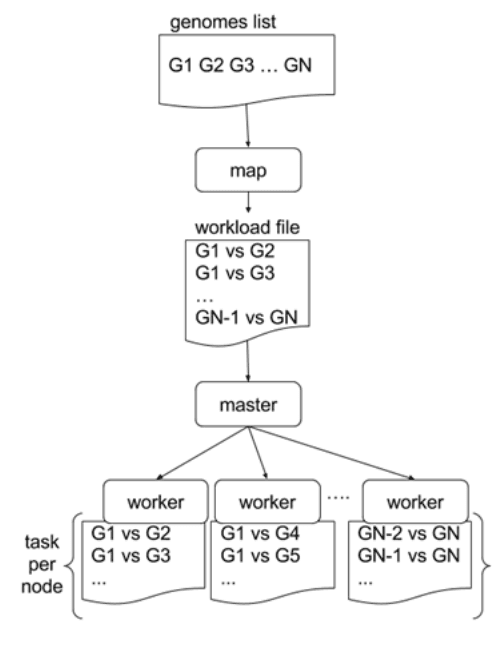 genomes list
G1 G2 G3 ... GN
map
workload file
G1 vs G2
G1 vs G3
...
GN-1 vs GN
master
worker
worker
....
worker
task
per
node
G1 vs G2
G1 vs G3
...
G1 vs G4
G1 vs G5
...
GN-2 vs GN
GN-1 vs GN
...